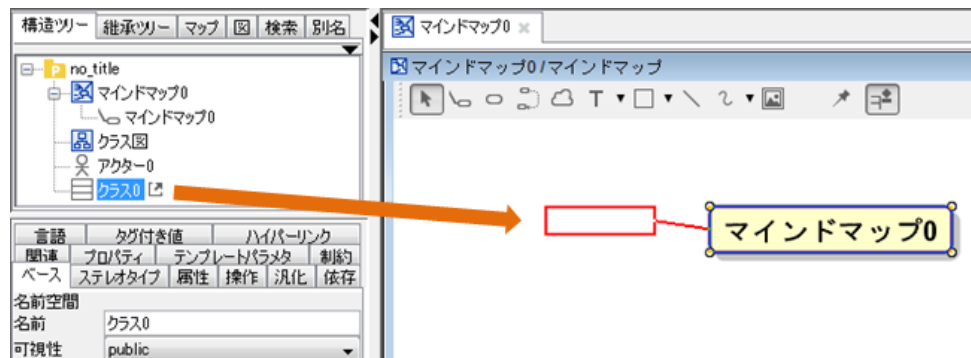 構造ツリー 継承ツリー マップ 図 検索 別名
no_title
マインドマップ0
マインドマップ0
クラス図
アクター0
クラス0
言語 タグ付き値 ハイパーリンク
関連 プロパティ テンプレートパラメタ 制約
ベース ステレオタイプ 属性 操作 汎化 依存
名前空間
名前 クラス0
可視性 public
マインドマップ0
マインドマップ0/マインドマップ
T
マインドマップ0